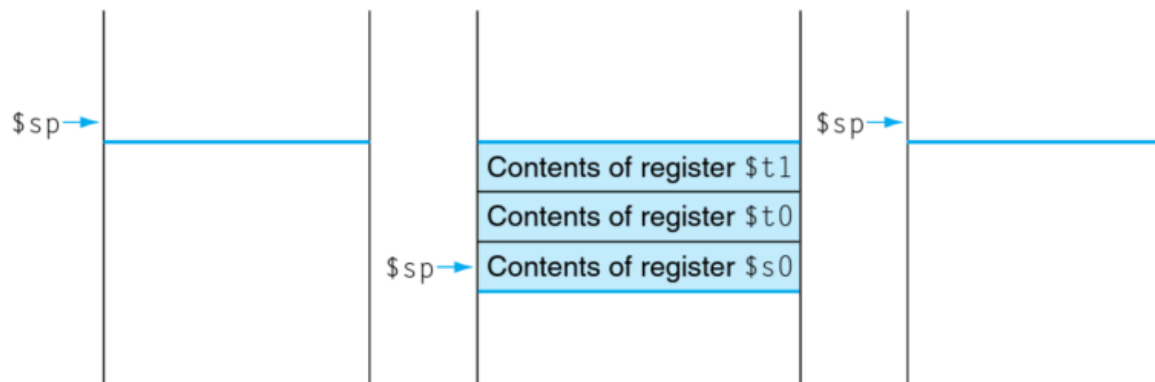 $sp
Contents of register $t1
Contents of register $t0
$sp
Contents of register $s0
$sp